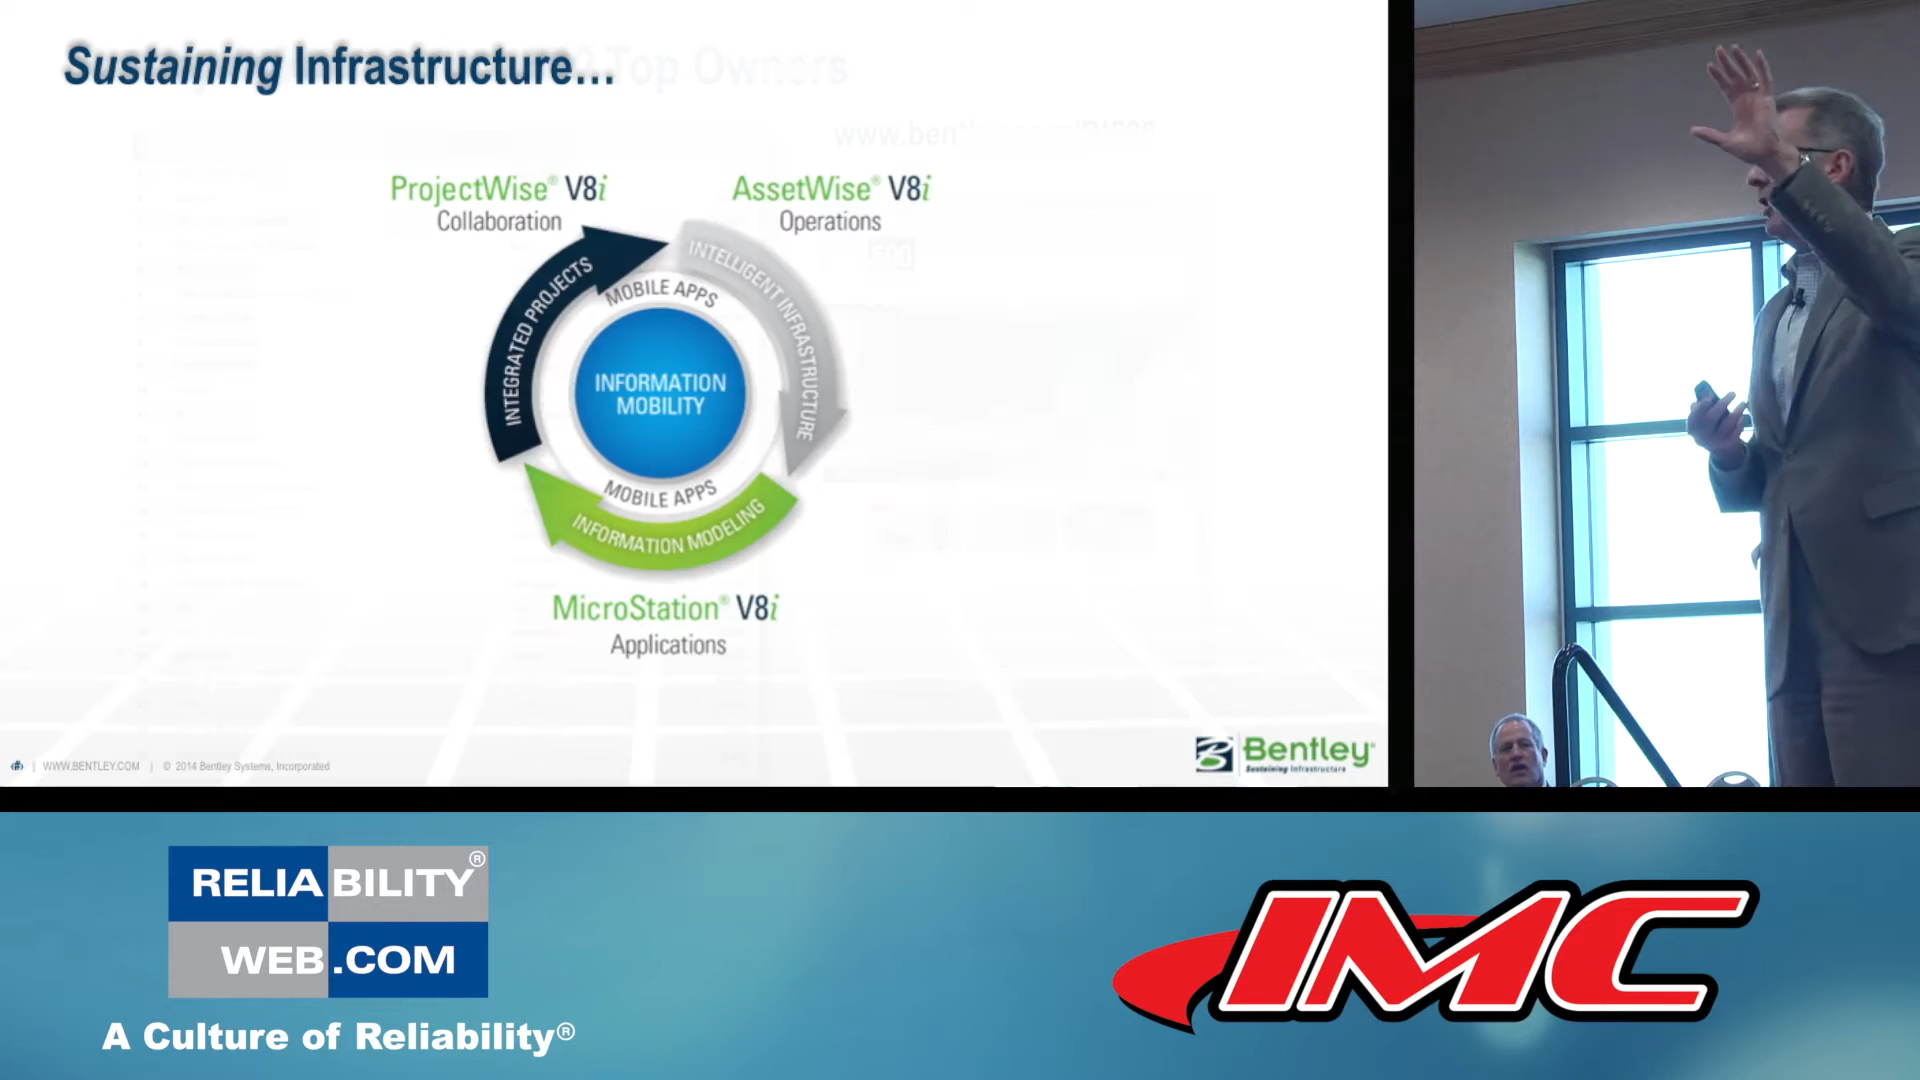 Sustaining Infrastructure...
Top Owners
ProjectWise® V8i
Collaboration
AssetWise® V8i
Operations
INTEGRATED PROJECTS
INTELLIGENT INFRASTRUCTURE
MOBILE APPS
INFORMATION
MOBILITY
MOBILE APPS
INFORMATION MODELING
MicroStation® V8i
Applications
| WWW.BENTLEY.COM | © 2014 Bentley Systems, Incorporated
Bentley®
Sustaining Infrastructure
RELIABILITY®
WEB.COM
A Culture of Reliability®
IMC